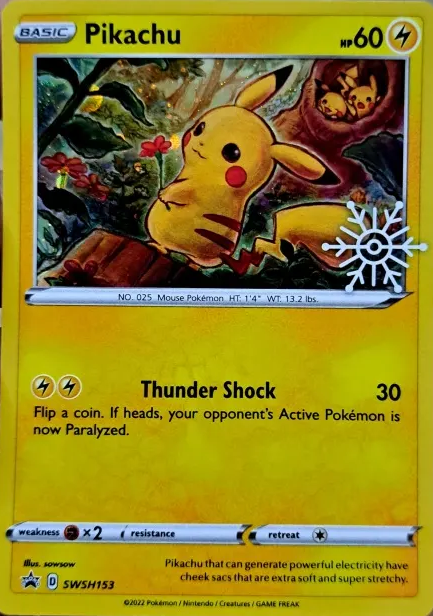 BASIC Pikachu HP60
NO. 025 Mouse Pokémon HT: 1'4" WT: 13.2 lbs.
Thunder Shock 30
Flip a coin. If heads, your opponent's Active Pokémon is
now Paralyzed.
weakness ×2 resistance retreat
Illus. sowsow
Pokémon that can generate powerful electricity have
cheek sacs that are extra soft and super stretchy.
D SWSH153
©2022 Pokémon / Nintendo / Creatures / GAME FREAK